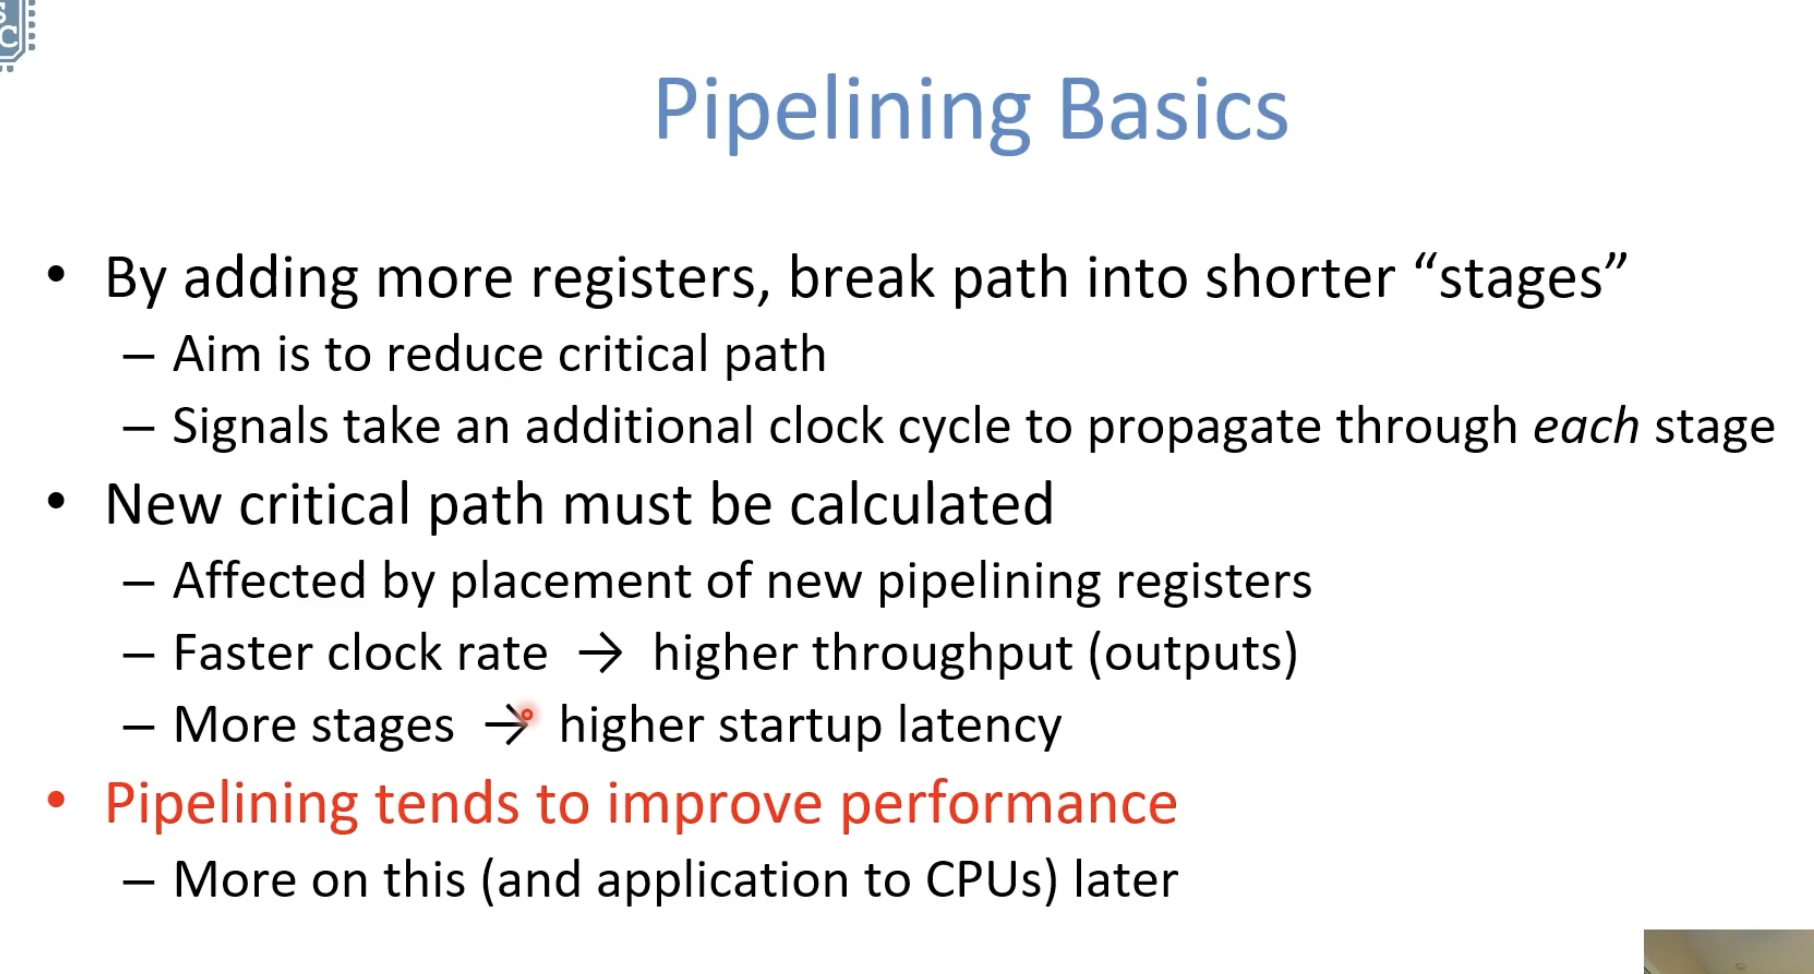 S
C
Pipelining Basics
• By adding more registers, break path into shorter “stages”
– Aim is to reduce critical path
– Signals take an additional clock cycle to propagate through each stage
• New critical path must be calculated
– Affected by placement of new pipelining registers
– Faster clock rate → higher throughput (outputs)
– More stages → higher startup latency
• Pipelining tends to improve performance
– More on this (and application to CPUs) later